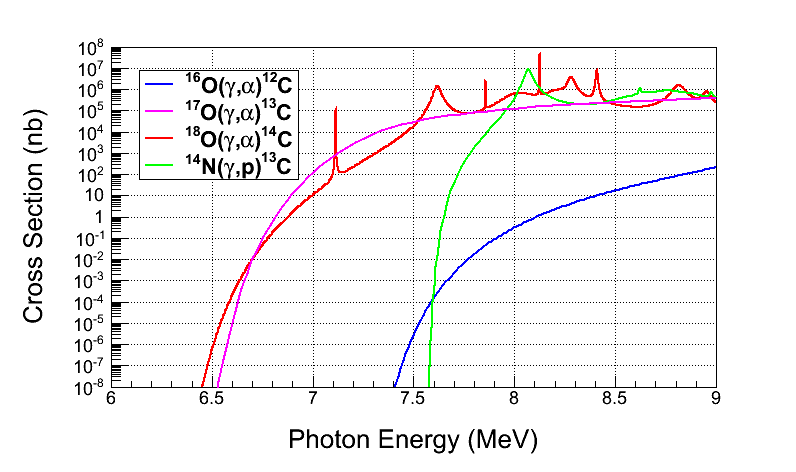 Cross Section (nb)
10⁸
10⁷
10⁶
10⁵
10⁴
10³
10²
10
1
10⁻¹
10⁻²
10⁻³
10⁻⁴
10⁻⁵
10⁻⁶
10⁻⁷
10⁻⁸
¹⁶O(γ,α)¹²C
¹⁷O(γ,α)¹³C
¹⁸O(γ,α)¹⁴C
¹⁴N(γ,p)¹³C
6 6.5 7 7.5 8 8.5 9
Photon Energy (MeV)